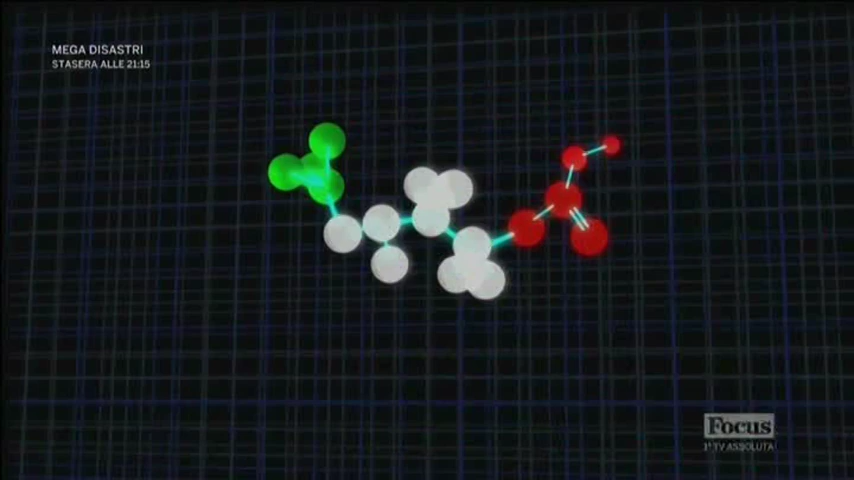 MEGA DISASTRI
STASERA ALLE 21:15
Focus
1ª TV ASSOLUTA